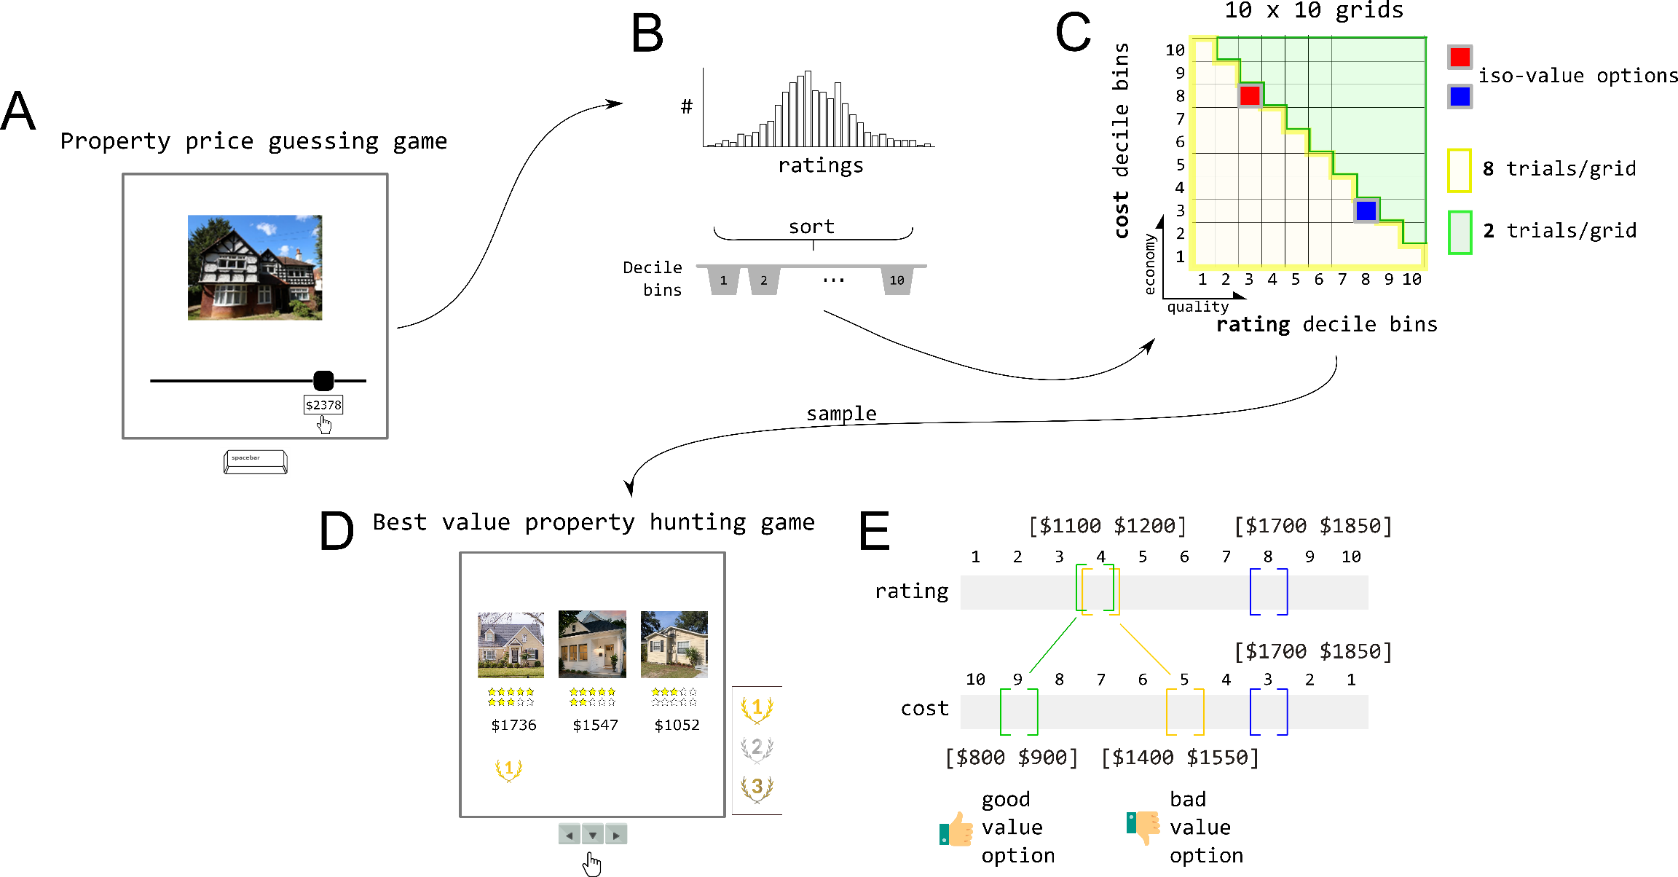 A
Property price guessing game
$2378
spacebar
B
#
ratings
sort
Decile
bins
1
2
...
10
C
10 x 10 grids
cost decile bins
10
9
8
7
6
5
4
3
2
1
1 2 3 4 5 6 7 8 9 10
economy
quality
rating decile bins
iso-value options
8 trials/grid
2 trials/grid
sample
D
Best value property hunting game
$1736 $1547 $1052
1
1
2
3
E
[$1100 $1200] [$1700 $1850]
1 2 3 4 5 6 7 8 9 10
rating
[$1700 $1850]
10 9 8 7 6 5 4 3 2 1
cost
[$800 $900] [$1400 $1550]
good
value
option
bad
value
option